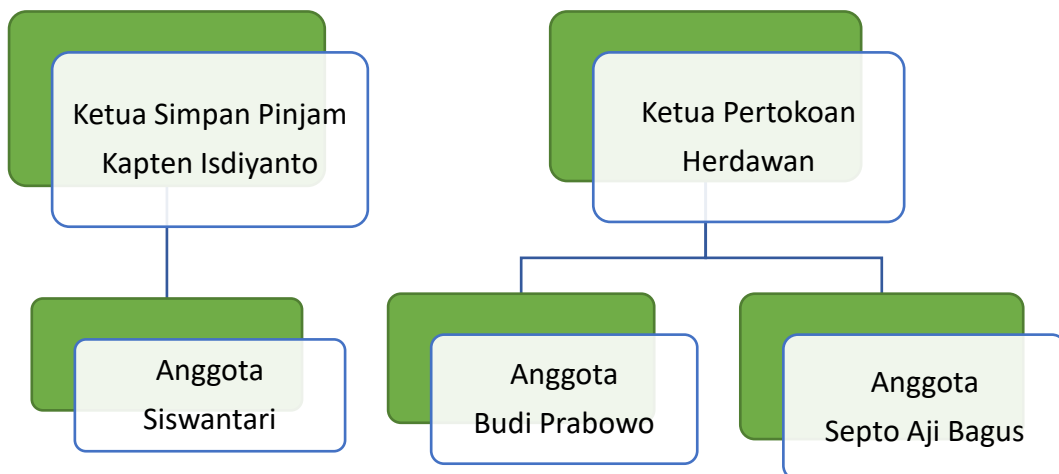 Ketua Simpan Pinjam
Kapten Isdiyanto
Ketua Pertokoan
Herdawan
Anggota
Siswantari
Anggota
Budi Prabowo
Anggota
Septo Aji Bagus